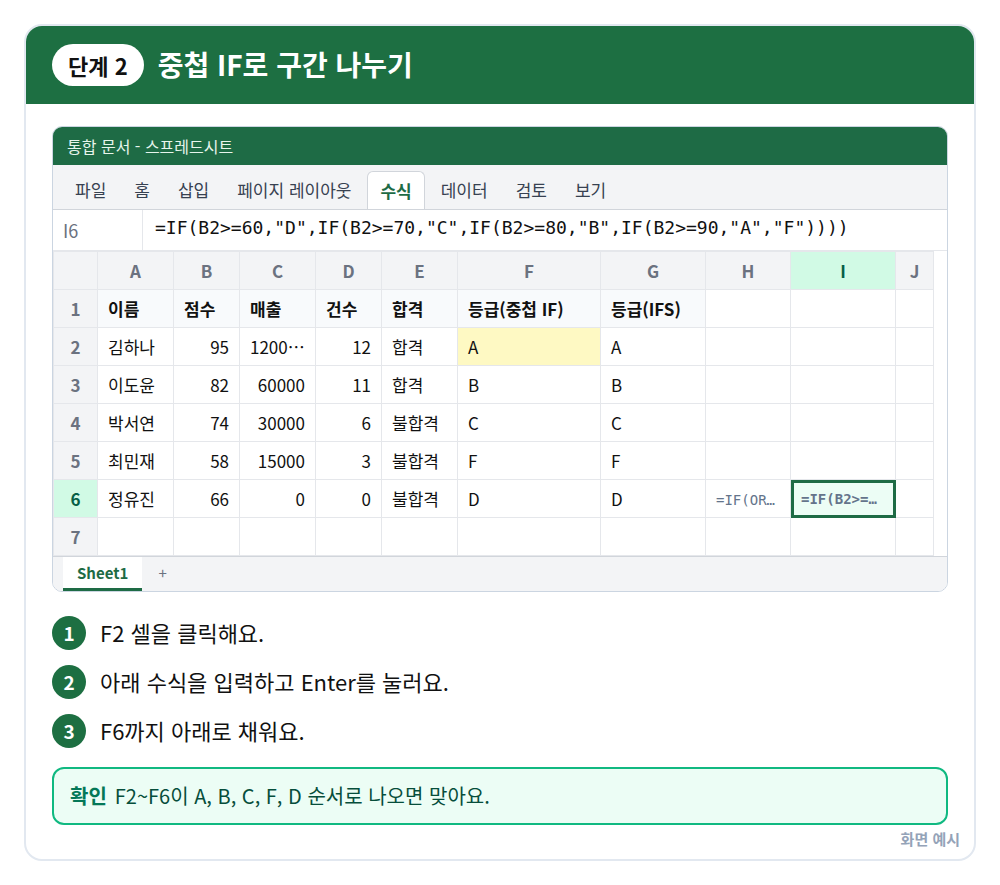 단계 2 중첩 IF로 구간 나누기
통합 문서 - 스프레드시트
파일 홈 삽입 페이지 레이아웃 수식 데이터 검토 보기
I6 =IF(B2>=60,"D",IF(B2>=70,"C",IF(B2>=80,"B",IF(B2>=90,"A","F"))))
A B C D E F G H I J
1 이름 점수 매출 건수 합격 등급(중첩 IF) 등급(IFS)
2 김하나 95 1200… 12 합격 A A
3 이도윤 82 60000 11 합격 B B
4 박서연 74 30000 6 불합격 C C
5 최민재 58 15000 3 불합격 F F
6 정유진 66 0 0 불합격 D D =IF(OR… =IF(B2>=…
7
Sheet1 +
1 F2 셀을 클릭해요.
2 아래 수식을 입력하고 Enter를 눌러요.
3 F6까지 아래로 채워요.
확인 F2~F6이 A, B, C, F, D 순서로 나오면 맞아요.
화면 예시